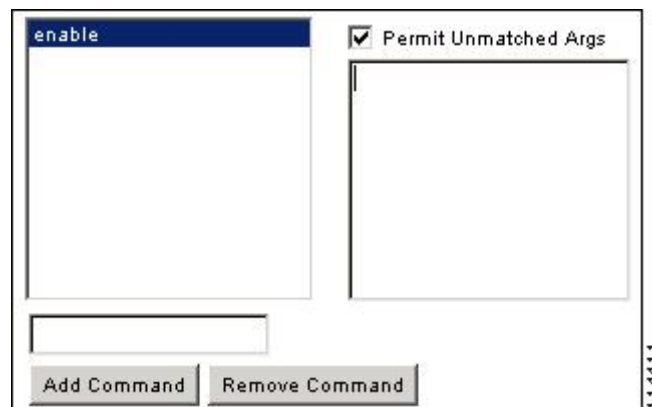 enable
Permit Unmatched Args
Add Command
Remove Command